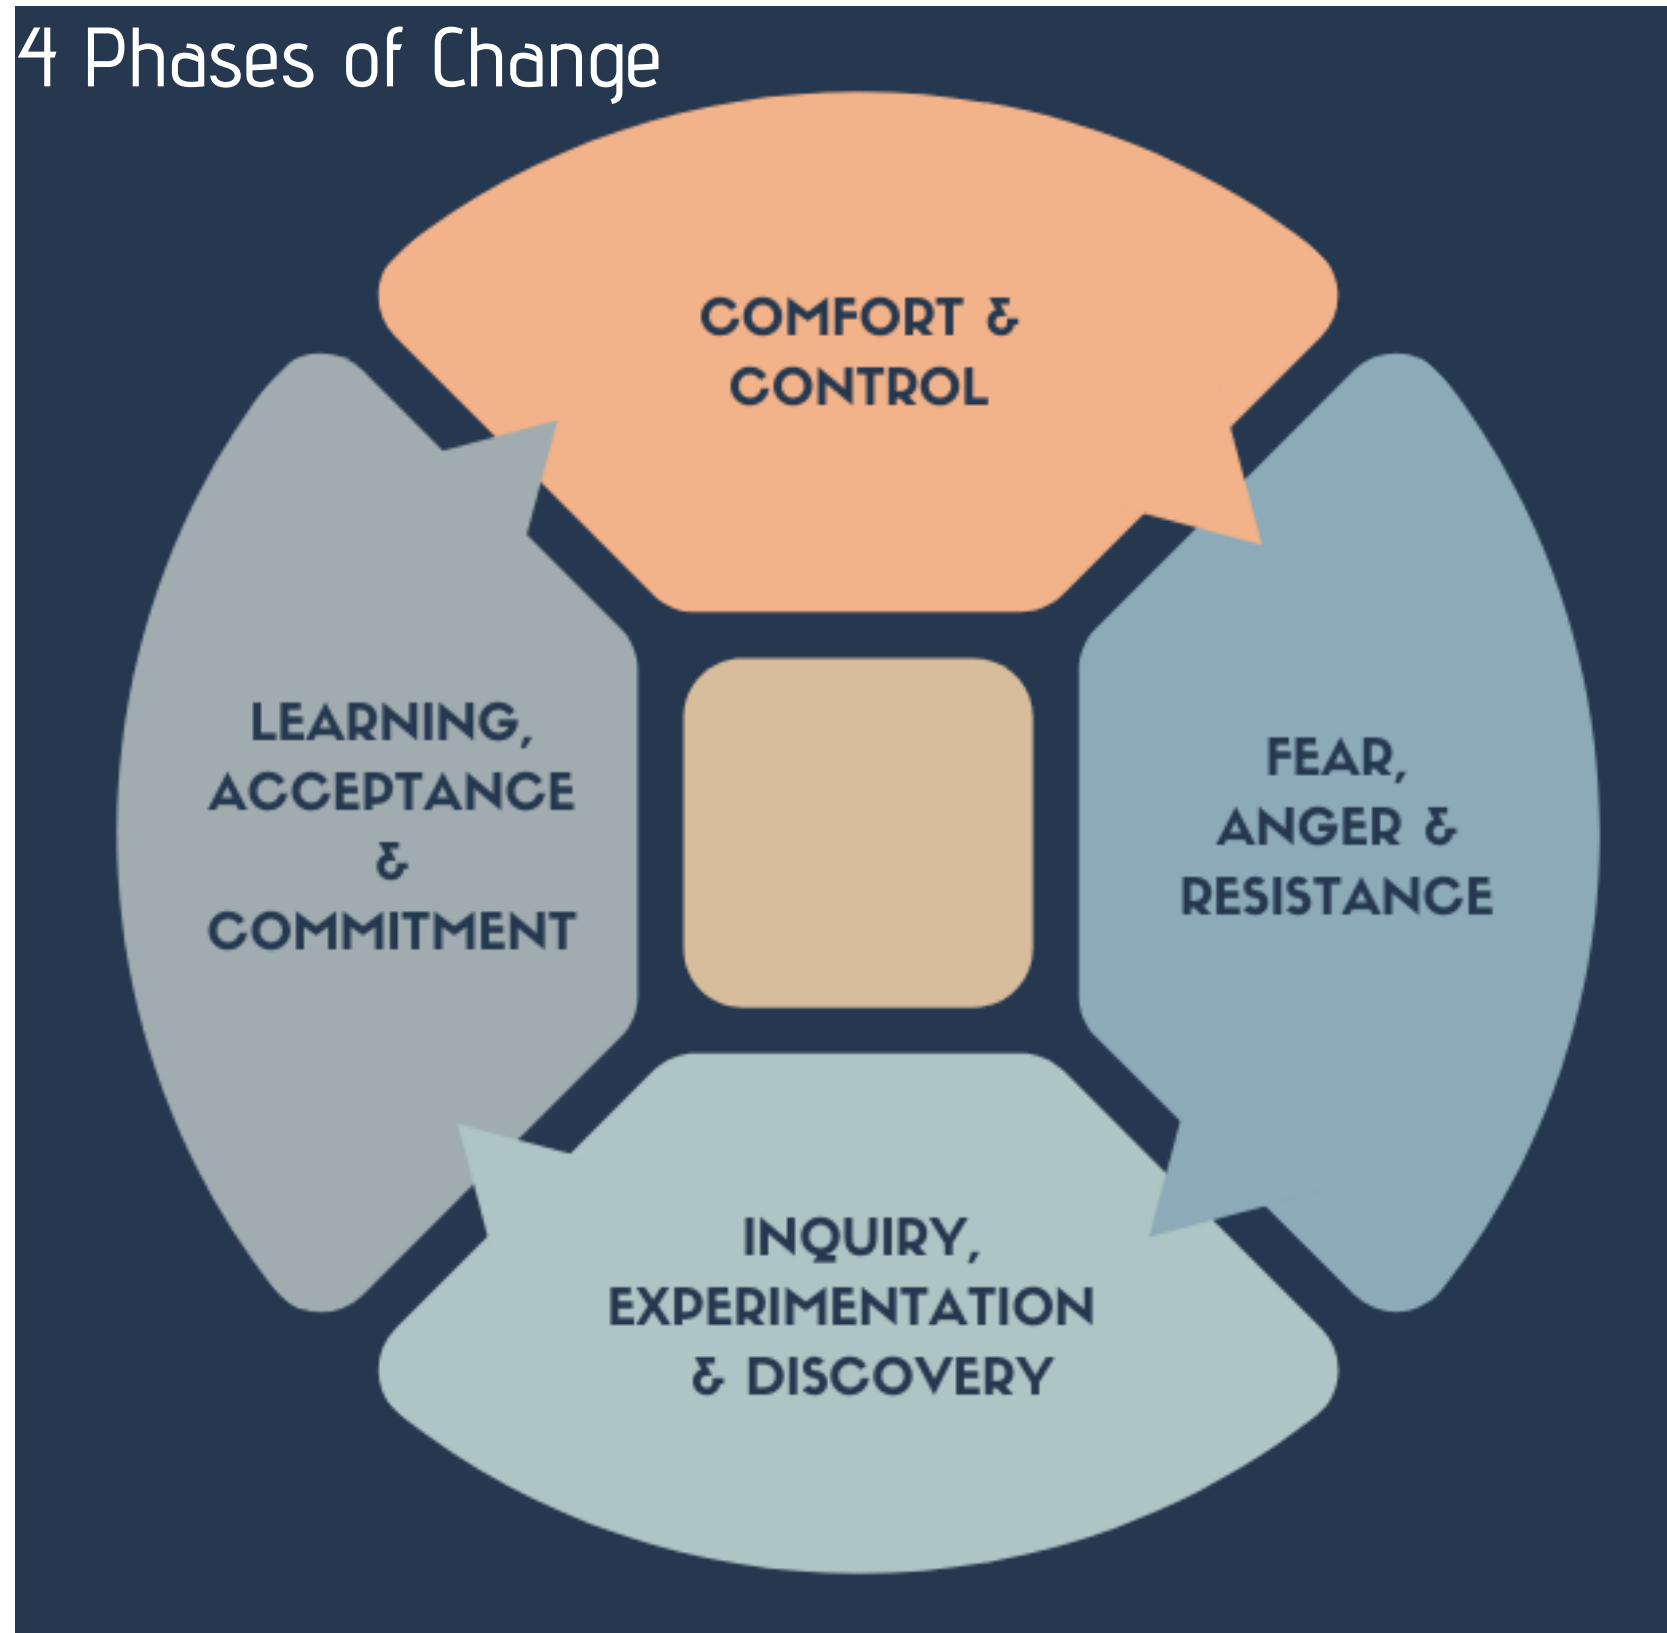 4 Phases of Change
COMFORT &
CONTROL
FEAR,
ANGER &
RESISTANCE
INQUIRY,
EXPERIMENTATION
& DISCOVERY
LEARNING,
ACCEPTANCE
&
COMMITMENT